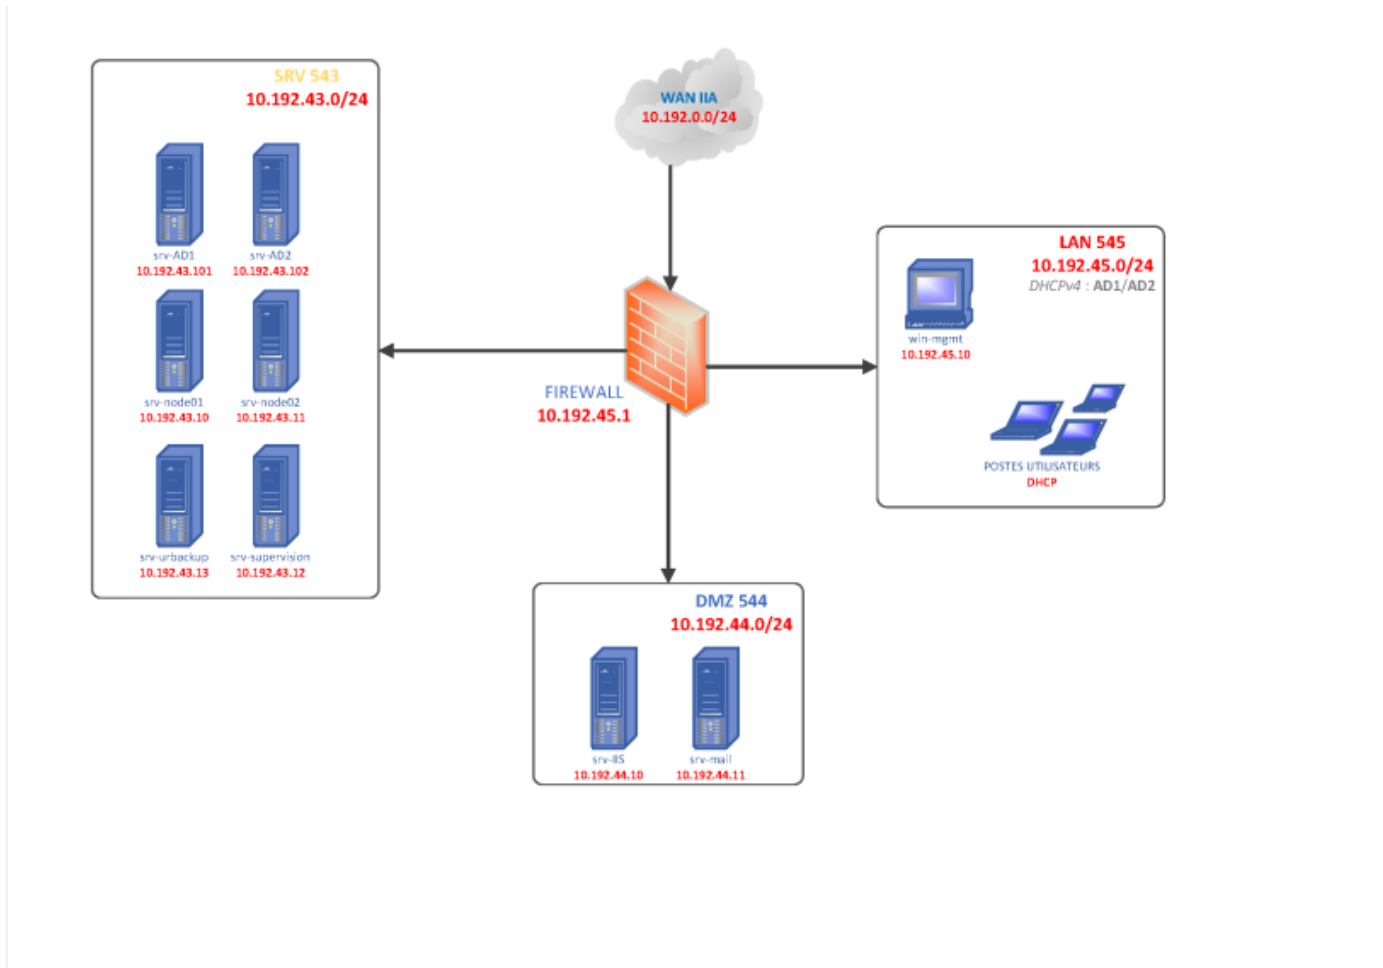 SRV 543
10.192.43.0/24
srv-AD1
10.192.43.101
srv-AD2
10.192.43.102
srv-node01
10.192.43.10
srv-node02
10.192.43.11
srv-urbackup
10.192.43.13
srv-supervision
10.192.43.12
WAN IIA
10.192.0.0/24
FIREWALL
10.192.45.1
LAN 545
10.192.45.0/24
DHCPv4 : AD1/AD2
win-mgmt
10.192.45.10
POSTES UTILISATEURS
DHCP
DMZ 544
10.192.44.0/24
srv-IIS
10.192.44.10
srv-mail
10.192.44.11